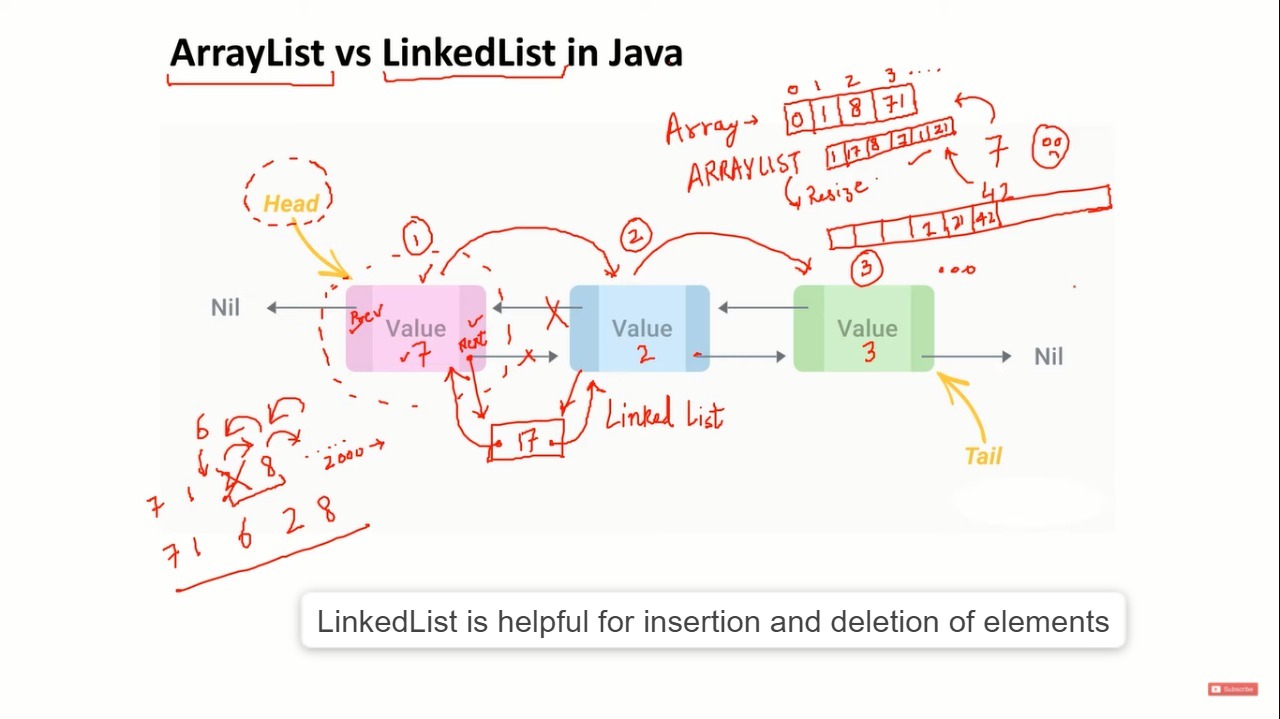 ArrayList vs LinkedList in Java
0 1 2 3 ....
Array → 0 1 8 71
ARRAYLIST 1 17 8 7 1 21
7
Resize
42
2 21 42
Head
1
2
3
...
Nil
Prev
Value
Next
7
Value
2
Value
3
Nil
17
Linked List
Tail
6
7 1 2 8 ..... 2000 →
7 1 6 2 8
LinkedList is helpful for insertion and deletion of elements
Subscribe